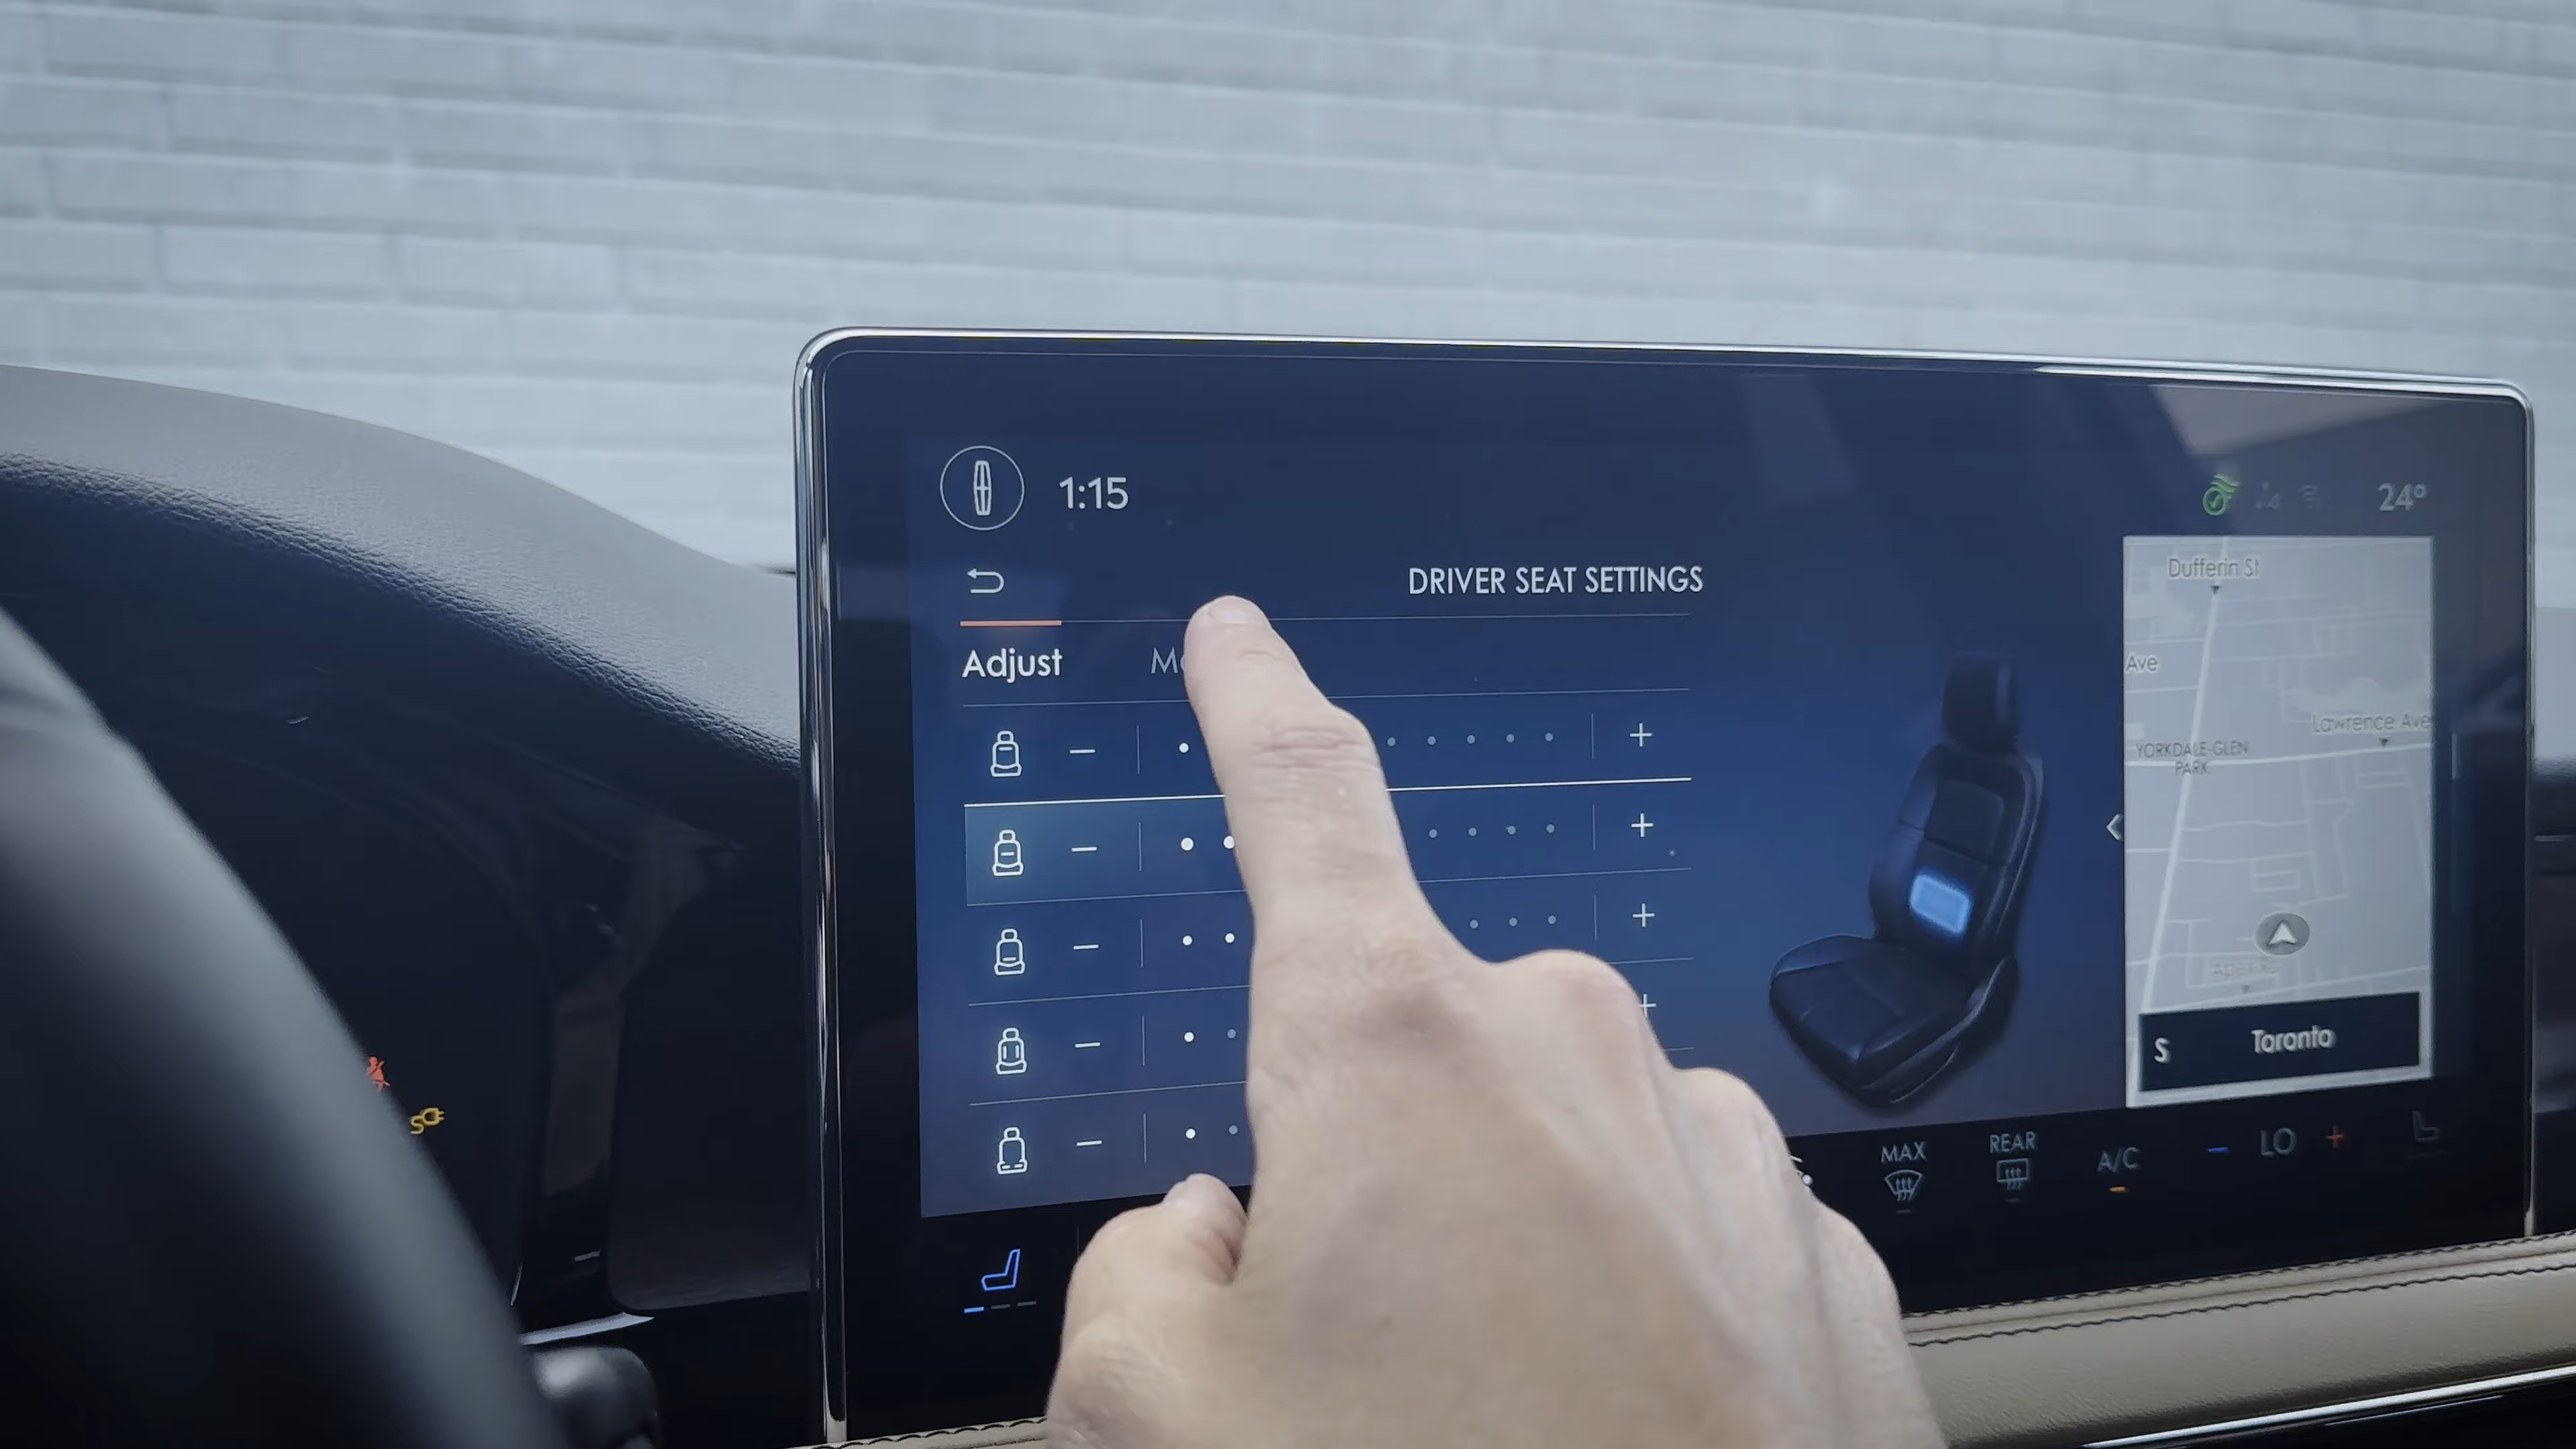 1:15
24°
DRIVER SEAT SETTINGS
Adjust
Dufferin St
Ave
Lawrence Ave
YORKDALE-GLEN
PARK
S Toronto
MAX
REAR
A/C
LO